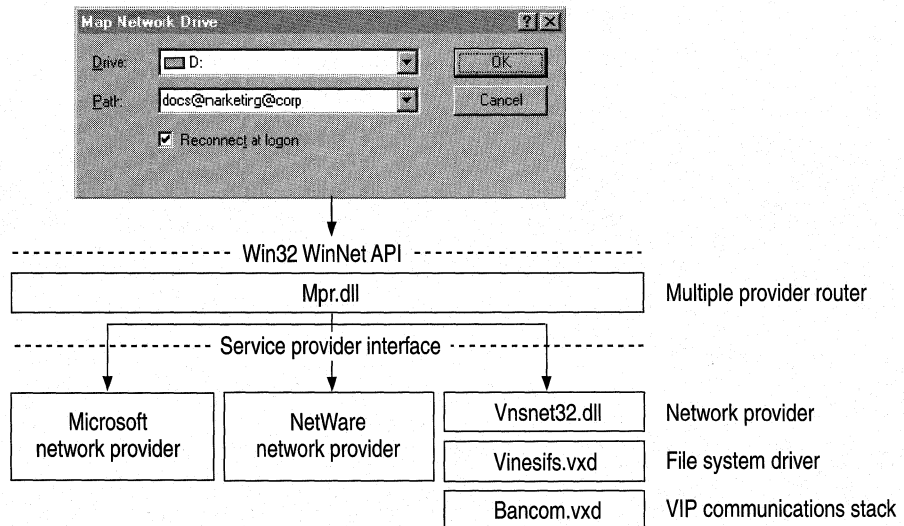 Map Network Drive
Drive: D: OK
Path: docs@marketirg@corp Cancel
Reconnect at logon
Win32 WinNet API
Mpr.dll Multiple provider router
Service provider interface
Microsoft
network provider
NetWare
network provider
Vnsnet32.dll Network provider
Vinesifs.vxd File system driver
Bancom.vxd VIP communications stack